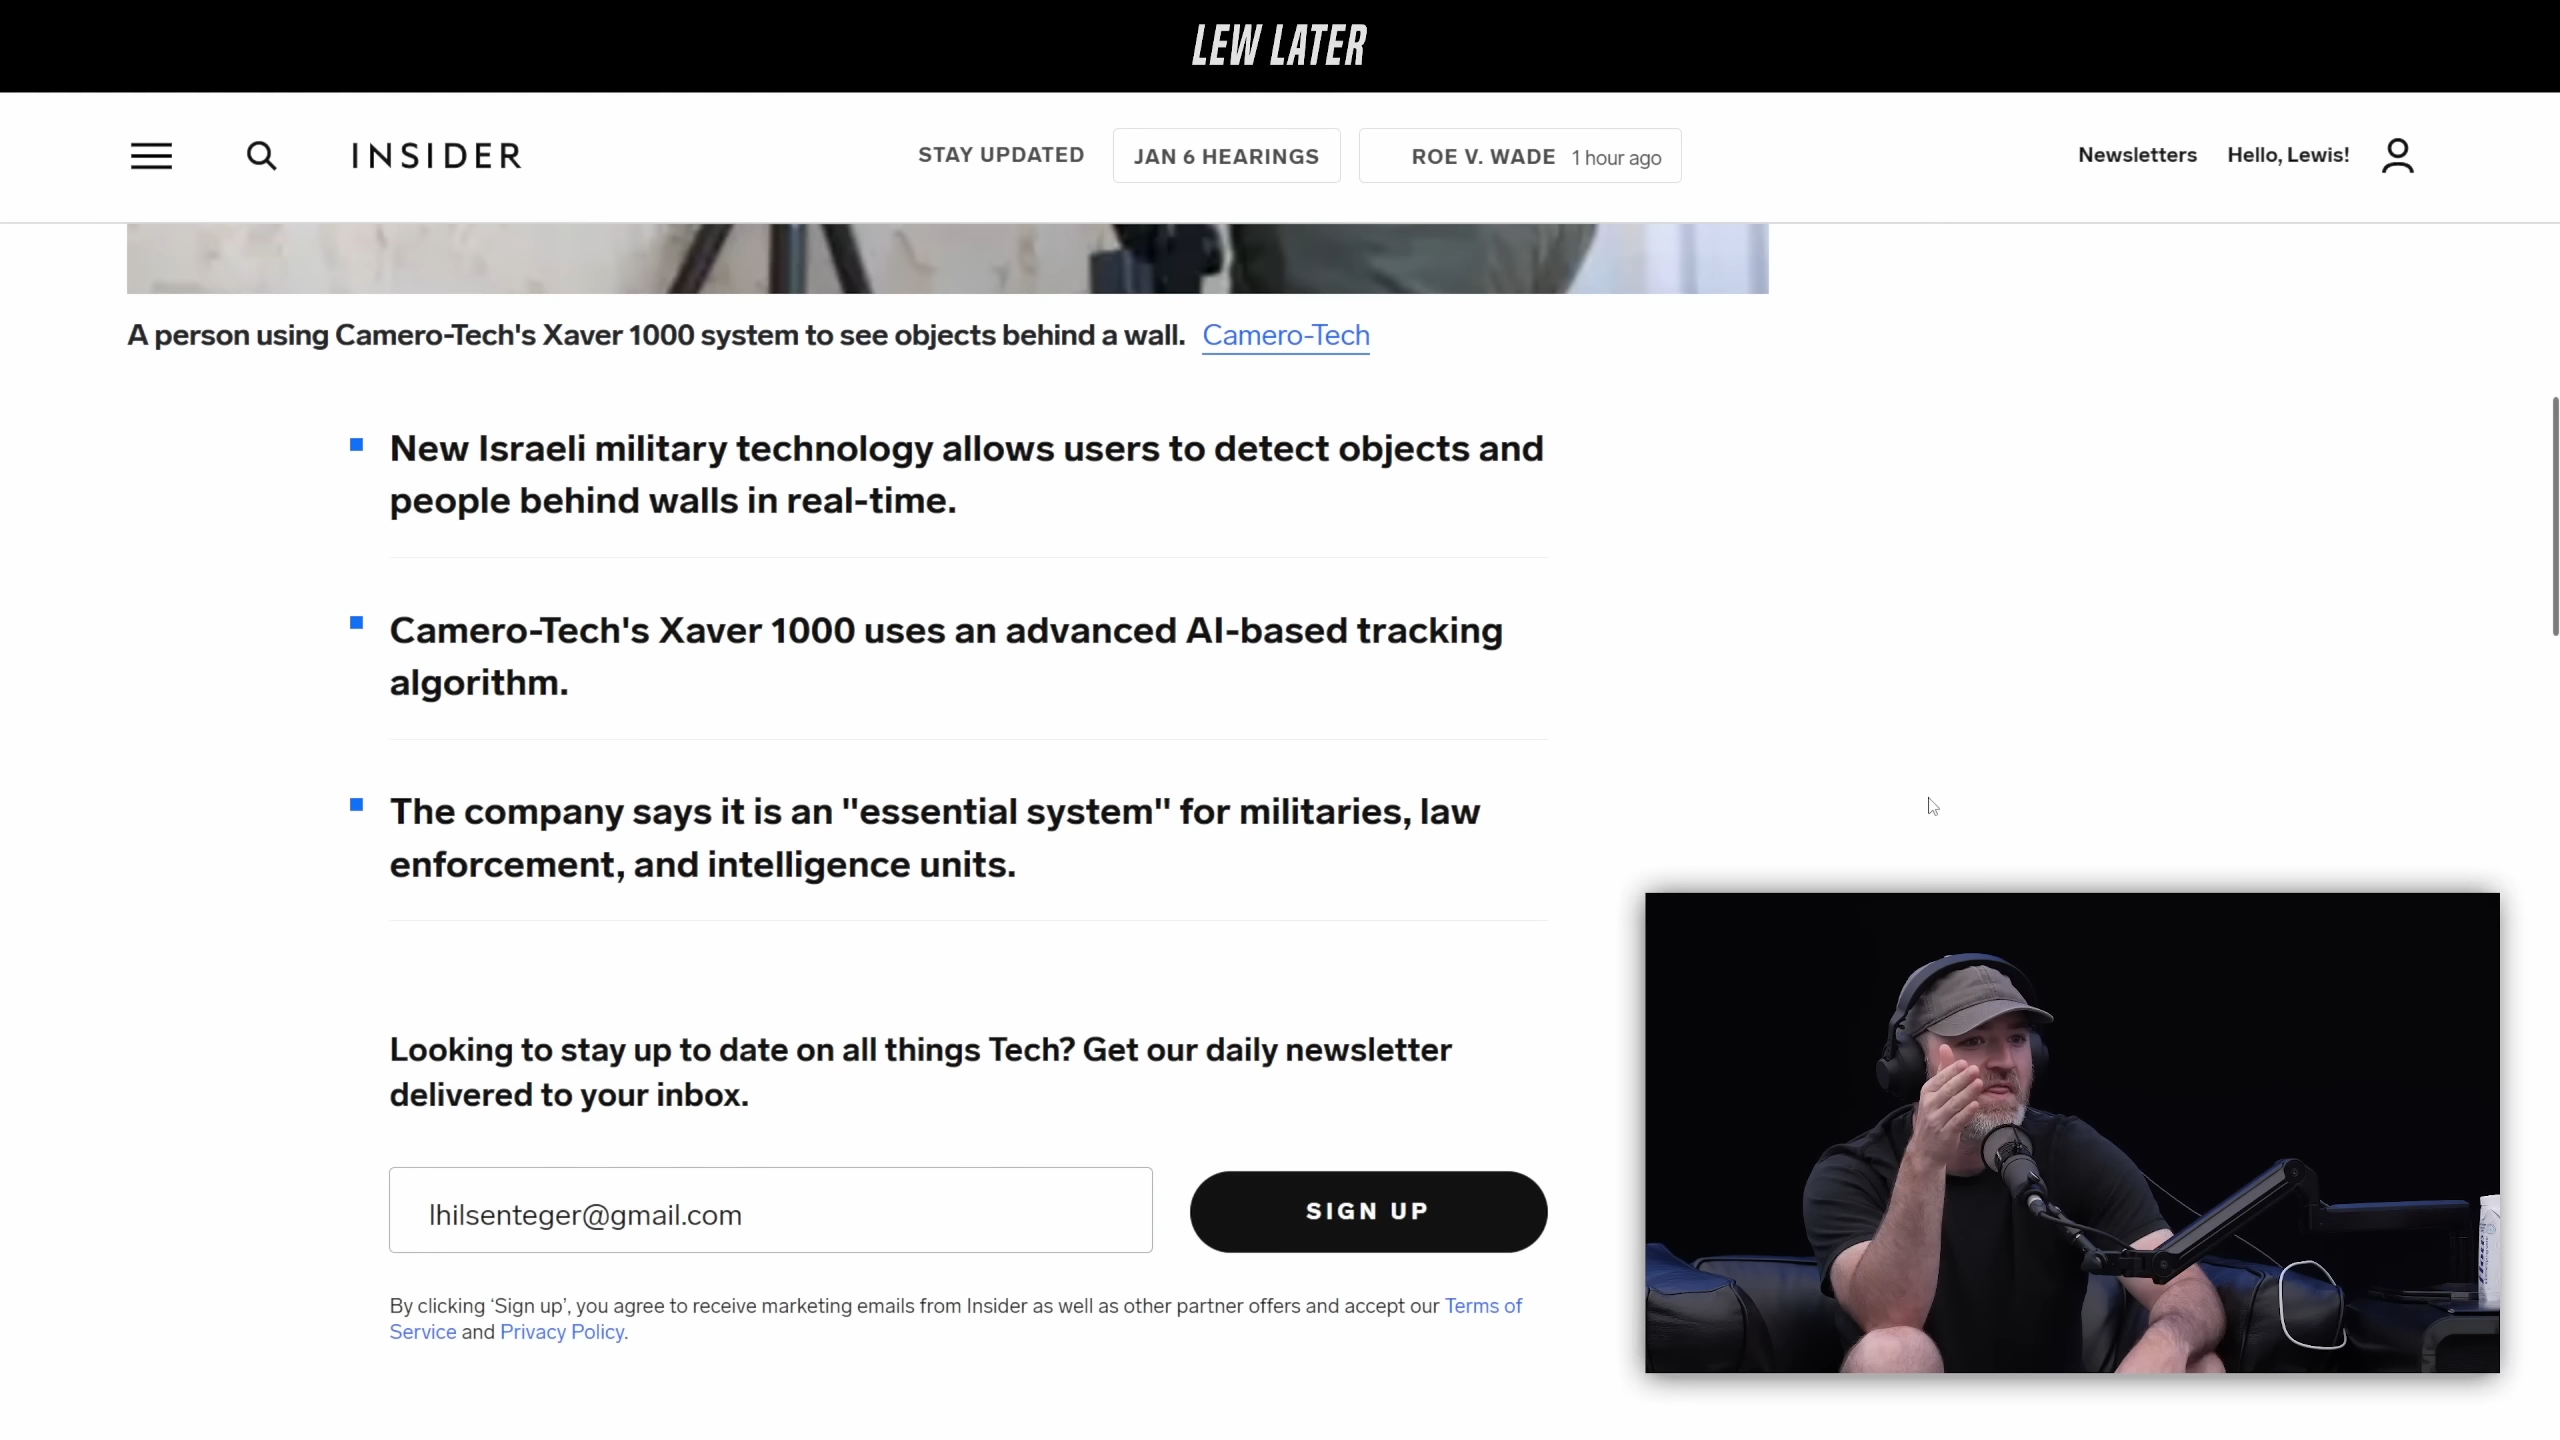 LEW LATER
INSIDER
STAY UPDATED
JAN 6 HEARINGS
ROE V. WADE 1 hour ago
Newsletters
Hello, Lewis!
A person using Camero-Tech's Xaver 1000 system to see objects behind a wall. Camero-Tech
New Israeli military technology allows users to detect objects and
people behind walls in real-time.
Camero-Tech's Xaver 1000 uses an advanced AI-based tracking
algorithm.
The company says it is an "essential system" for militaries, law
enforcement, and intelligence units.
Looking to stay up to date on all things Tech? Get our daily newsletter
delivered to your inbox.
lhilsenteger@gmail.com
SIGN UP
By clicking ‘Sign up’, you agree to receive marketing emails from Insider as well as other partner offers and accept our Terms of
Service and Privacy Policy.